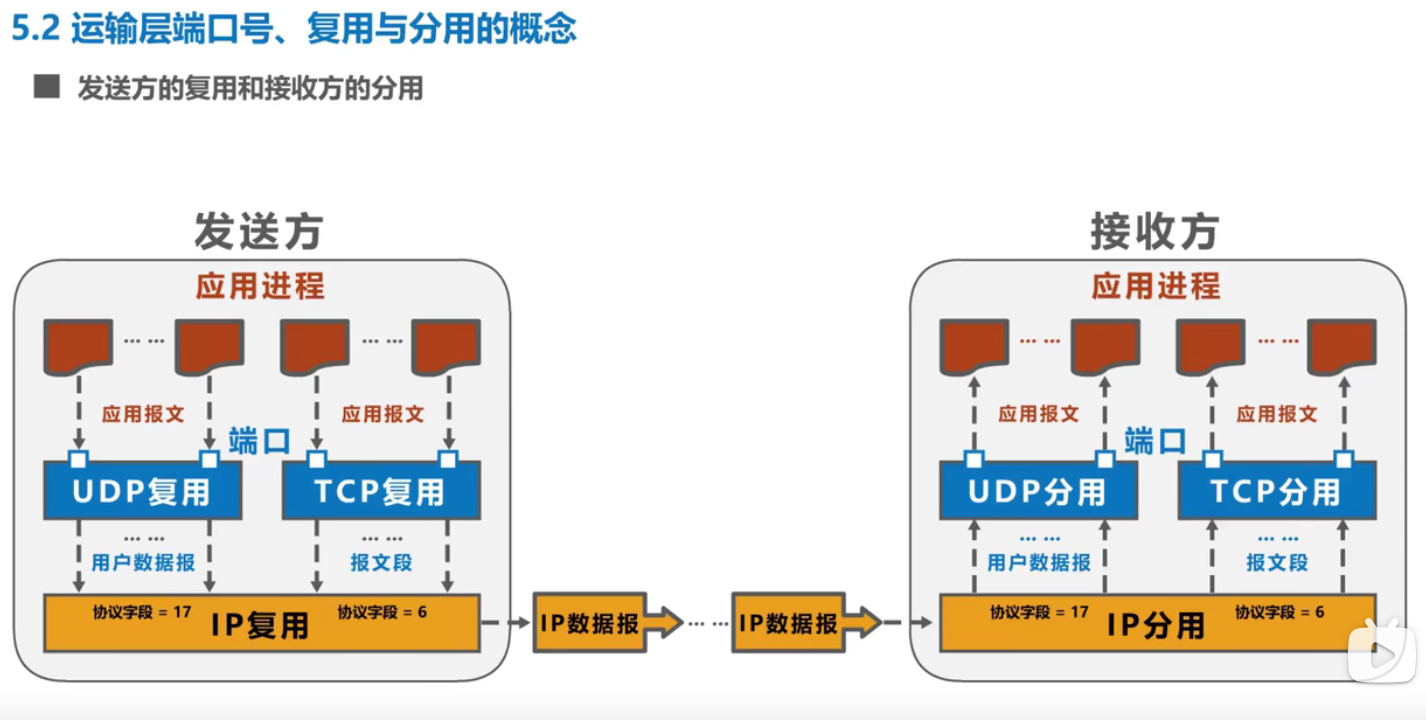 5.2 运输层端口号、复用与分用的概念
发送方的复用和接收方的分用
发送方
应用进程
… …
… …
应用报文
应用报文
端口
UDP复用
TCP复用
… …
… …
用户数据报
报文段
协议字段 = 17
IP复用
协议字段 = 6
IP数据报
… …
IP数据报
接收方
应用进程
… …
… …
应用报文
应用报文
端口
UDP分用
TCP分用
… …
… …
用户数据报
报文段
协议字段 = 17
IP分用
协议字段 = 6